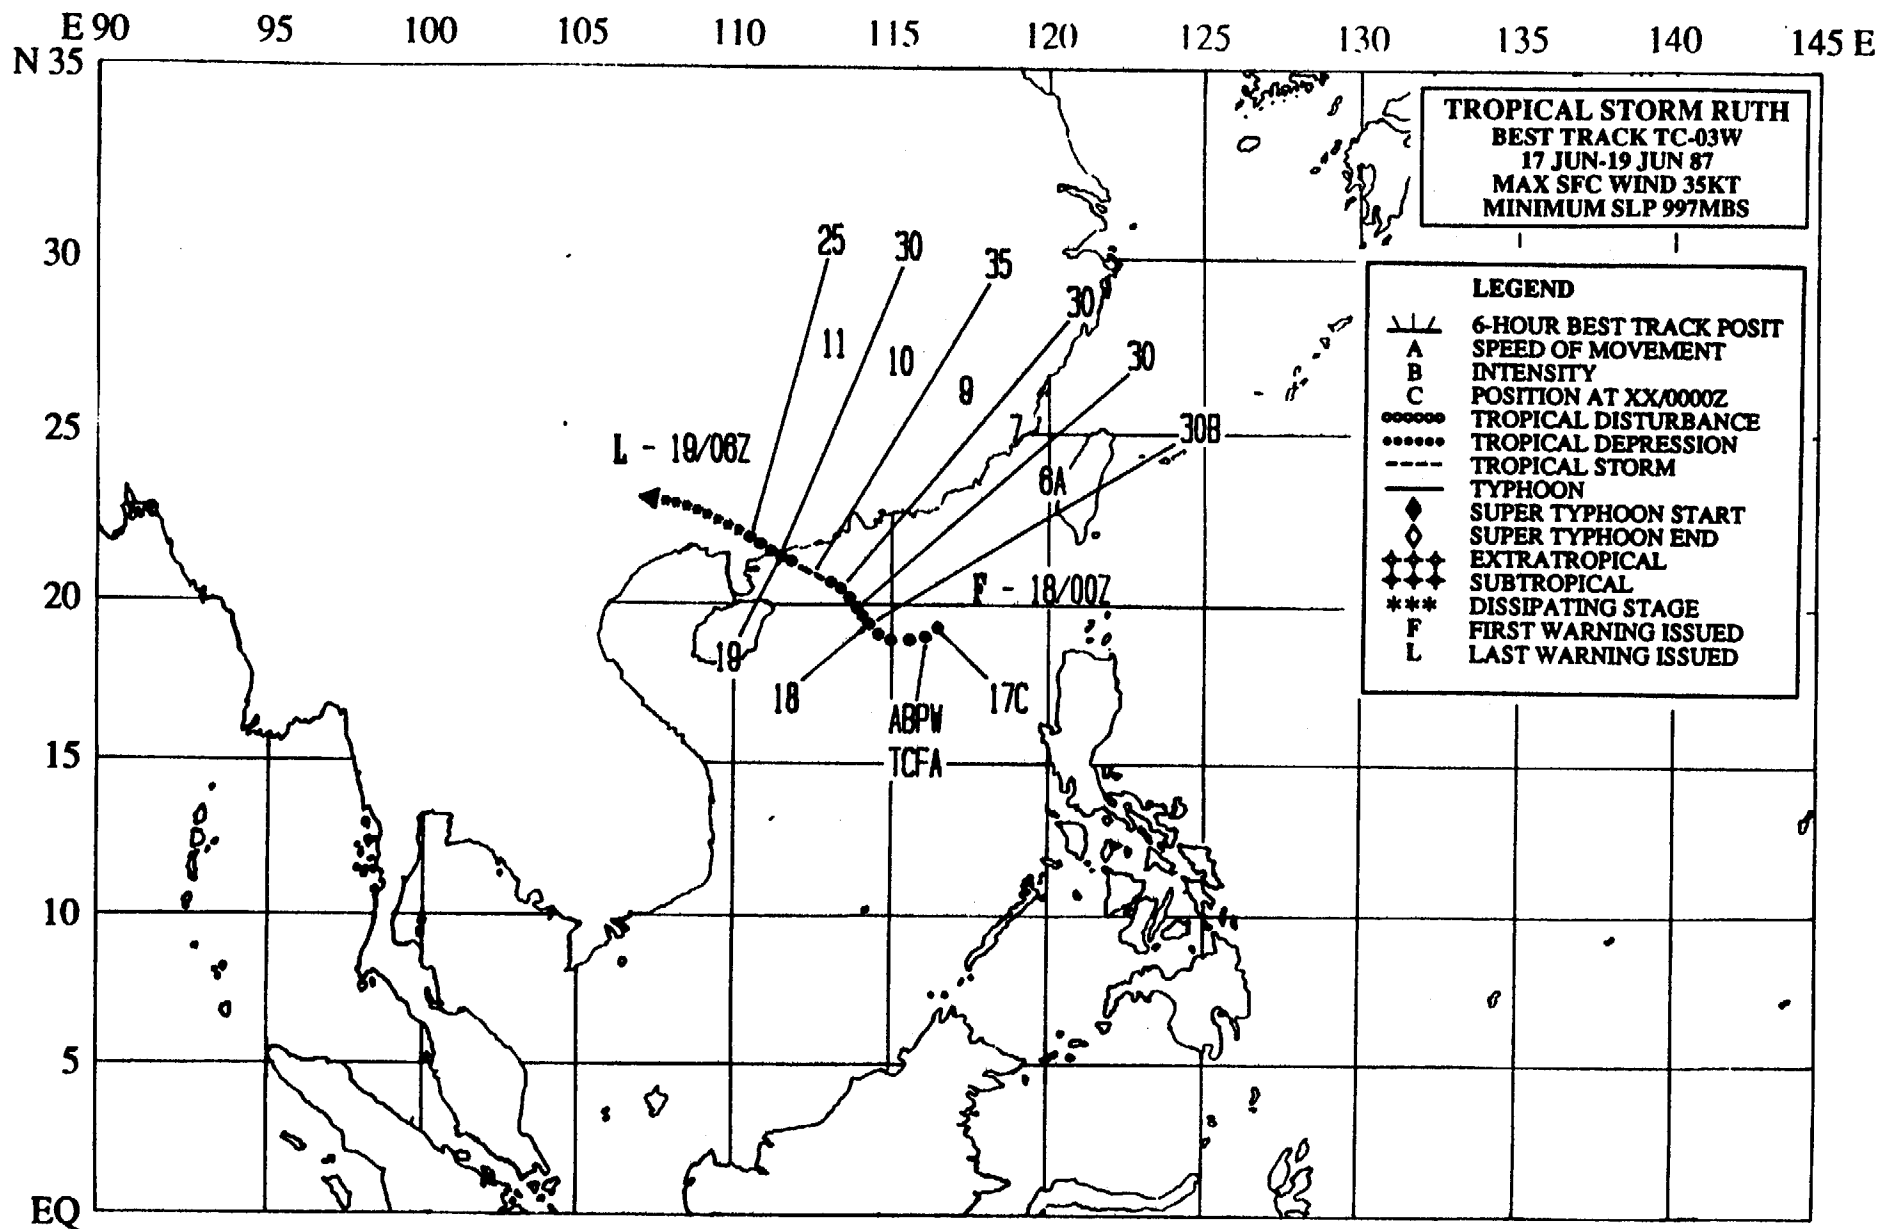 E 90 95 100 105 110 115 120 125 130 135 140 145 E
N 35
TROPICAL STORM RUTH
BEST TRACK TC-03W
17 JUN-19 JUN 87
MAX SFC WIND 35KT
MINIMUM SLP 997MBS
30
25
20
15
10
5
EQ
25
30
35
30
30
30B
11
10
9
7
6A
L - 19/06Z
F - 18/00Z
19
18
17C
ABPW
TCFA
LEGEND
6-HOUR BEST TRACK POSIT
A SPEED OF MOVEMENT
B INTENSITY
C POSITION AT XX/0000Z
TROPICAL DISTURBANCE
TROPICAL DEPRESSION
TROPICAL STORM
TYPHOON
SUPER TYPHOON START
SUPER TYPHOON END
EXTRATROPICAL
SUBTROPICAL
*** DISSIPATING STAGE
F FIRST WARNING ISSUED
L LAST WARNING ISSUED